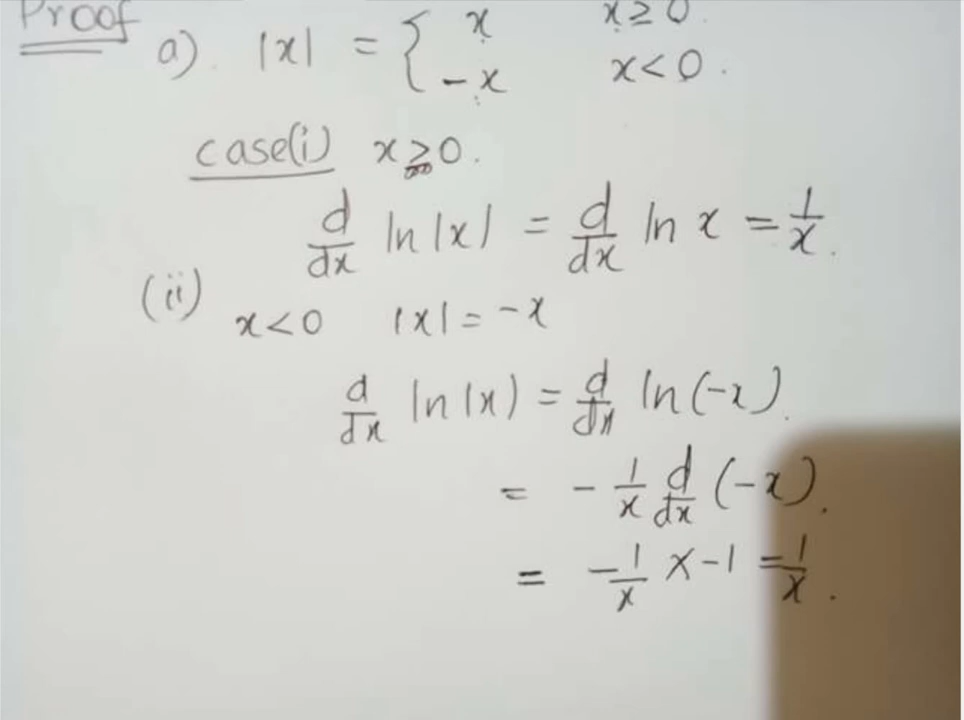 Proof
a). |x| = { x x ≥ 0.
-x x < 0.
case(i) x ≥ 0.
d/dx ln |x| = d/dx ln x = 1/x.
(ii)
x < 0 |x| = -x
d/dx ln |x) = d/dx ln (-x).
= - 1/x d/dx (-x).
= - 1/x x -1 = 1/x.